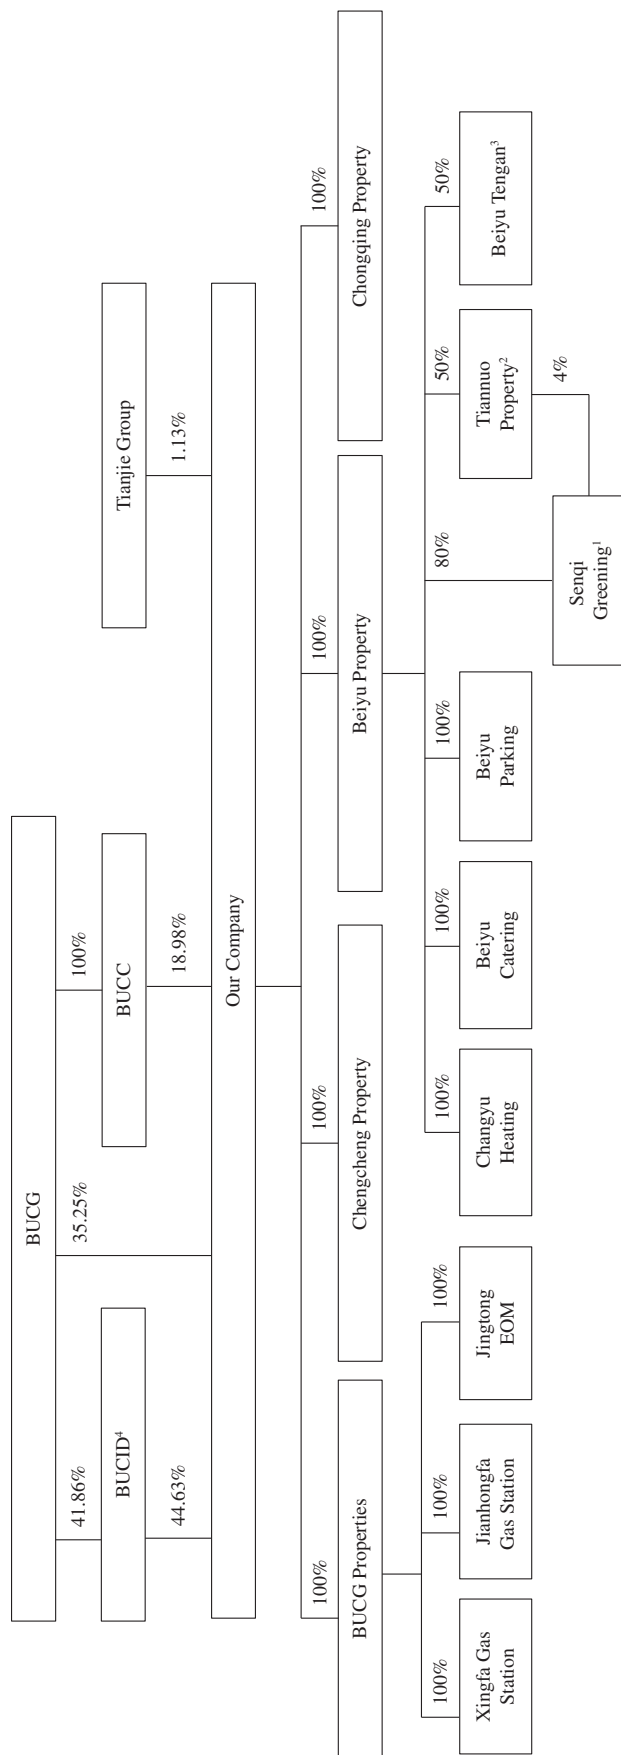 BUCG
41.86%
35.25%
100%
BUCID⁴
BUCC
Tianjie Group
44.63%
18.98%
1.13%
Our Company
100%
100%
100%
100%
BUCG Properties
Chengcheng Property
Beiyu Property
Chongqing Property
100%
100%
100%
100%
100%
100%
80%
50%
50%
Xingfa Gas
Station
Jianhongfa
Gas Station
Jingtong
EOM
Changyu
Heating
Beiyu
Catering
Beiyu
Parking
Tiannuo
Property²
Beiyu Tengan³
4%
Senqi
Greening¹